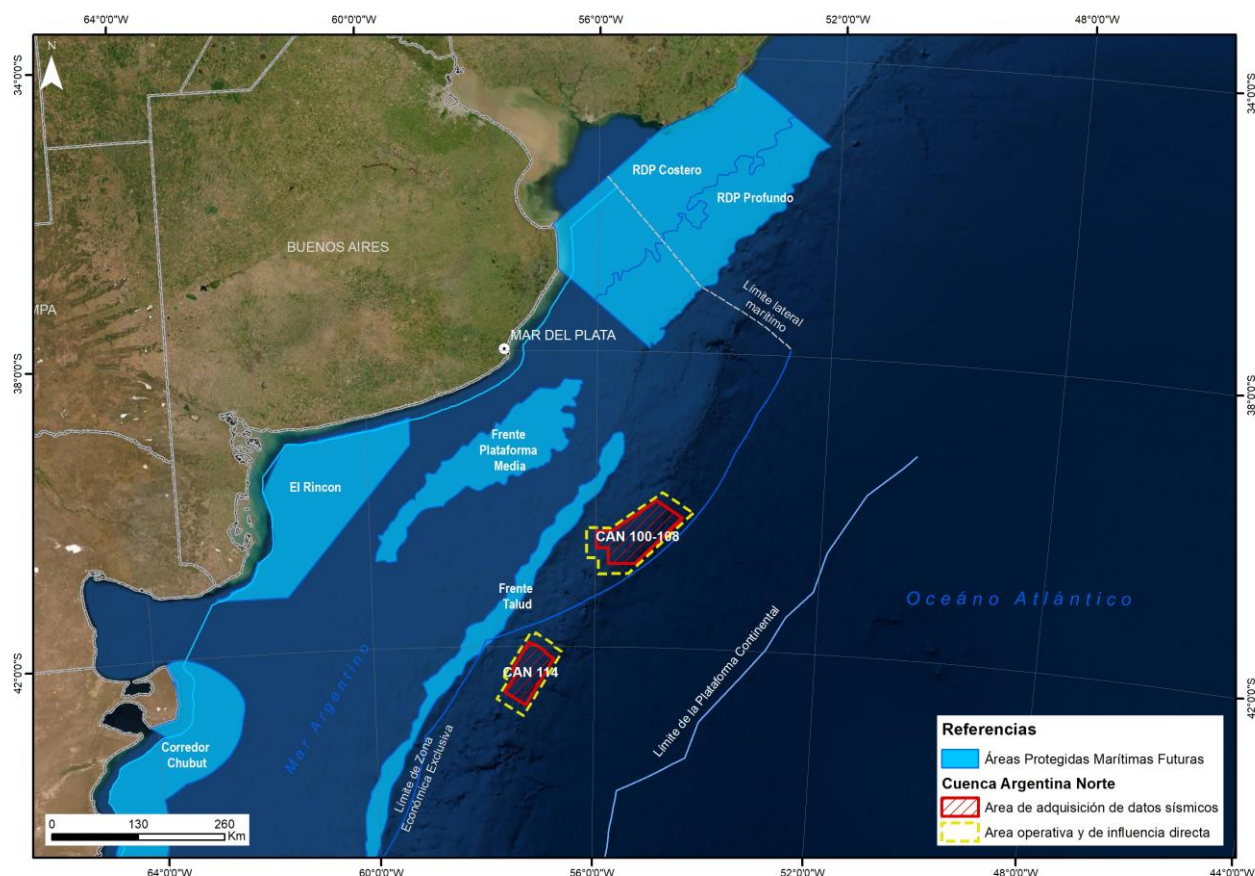 64°0'0"W
60°0'0"W
56°0'0"W
52°0'0"W
48°0'0"W
N
34°0'0"S
34°0'0"S
RDP Costero
RDP Profundo
BUENOS AIRES
MPA
Límite lateral
marítimo
MAR DEL PLATA
38°0'0"S
38°0'0"S
Frente
Plataforma
Media
El Rincon
CAN 100-108
Frente
Talud
Oceáno Atlántico
42°0'0"S
42°0'0"S
CAN 114
Mar Argentino
Límite de Zona
Económica Exclusiva
Límite de la Plataforma Continental
Corredor
Chubut
Referencias
Áreas Protegidas Marítimas Futuras
Cuenca Argentina Norte
Area de adquisición de datos sísmicos
Area operativa y de influencia directa
0 130 260
Km
64°0'0"W
60°0'0"W
56°0'0"W
52°0'0"W
48°0'0"W
44°0'0"W